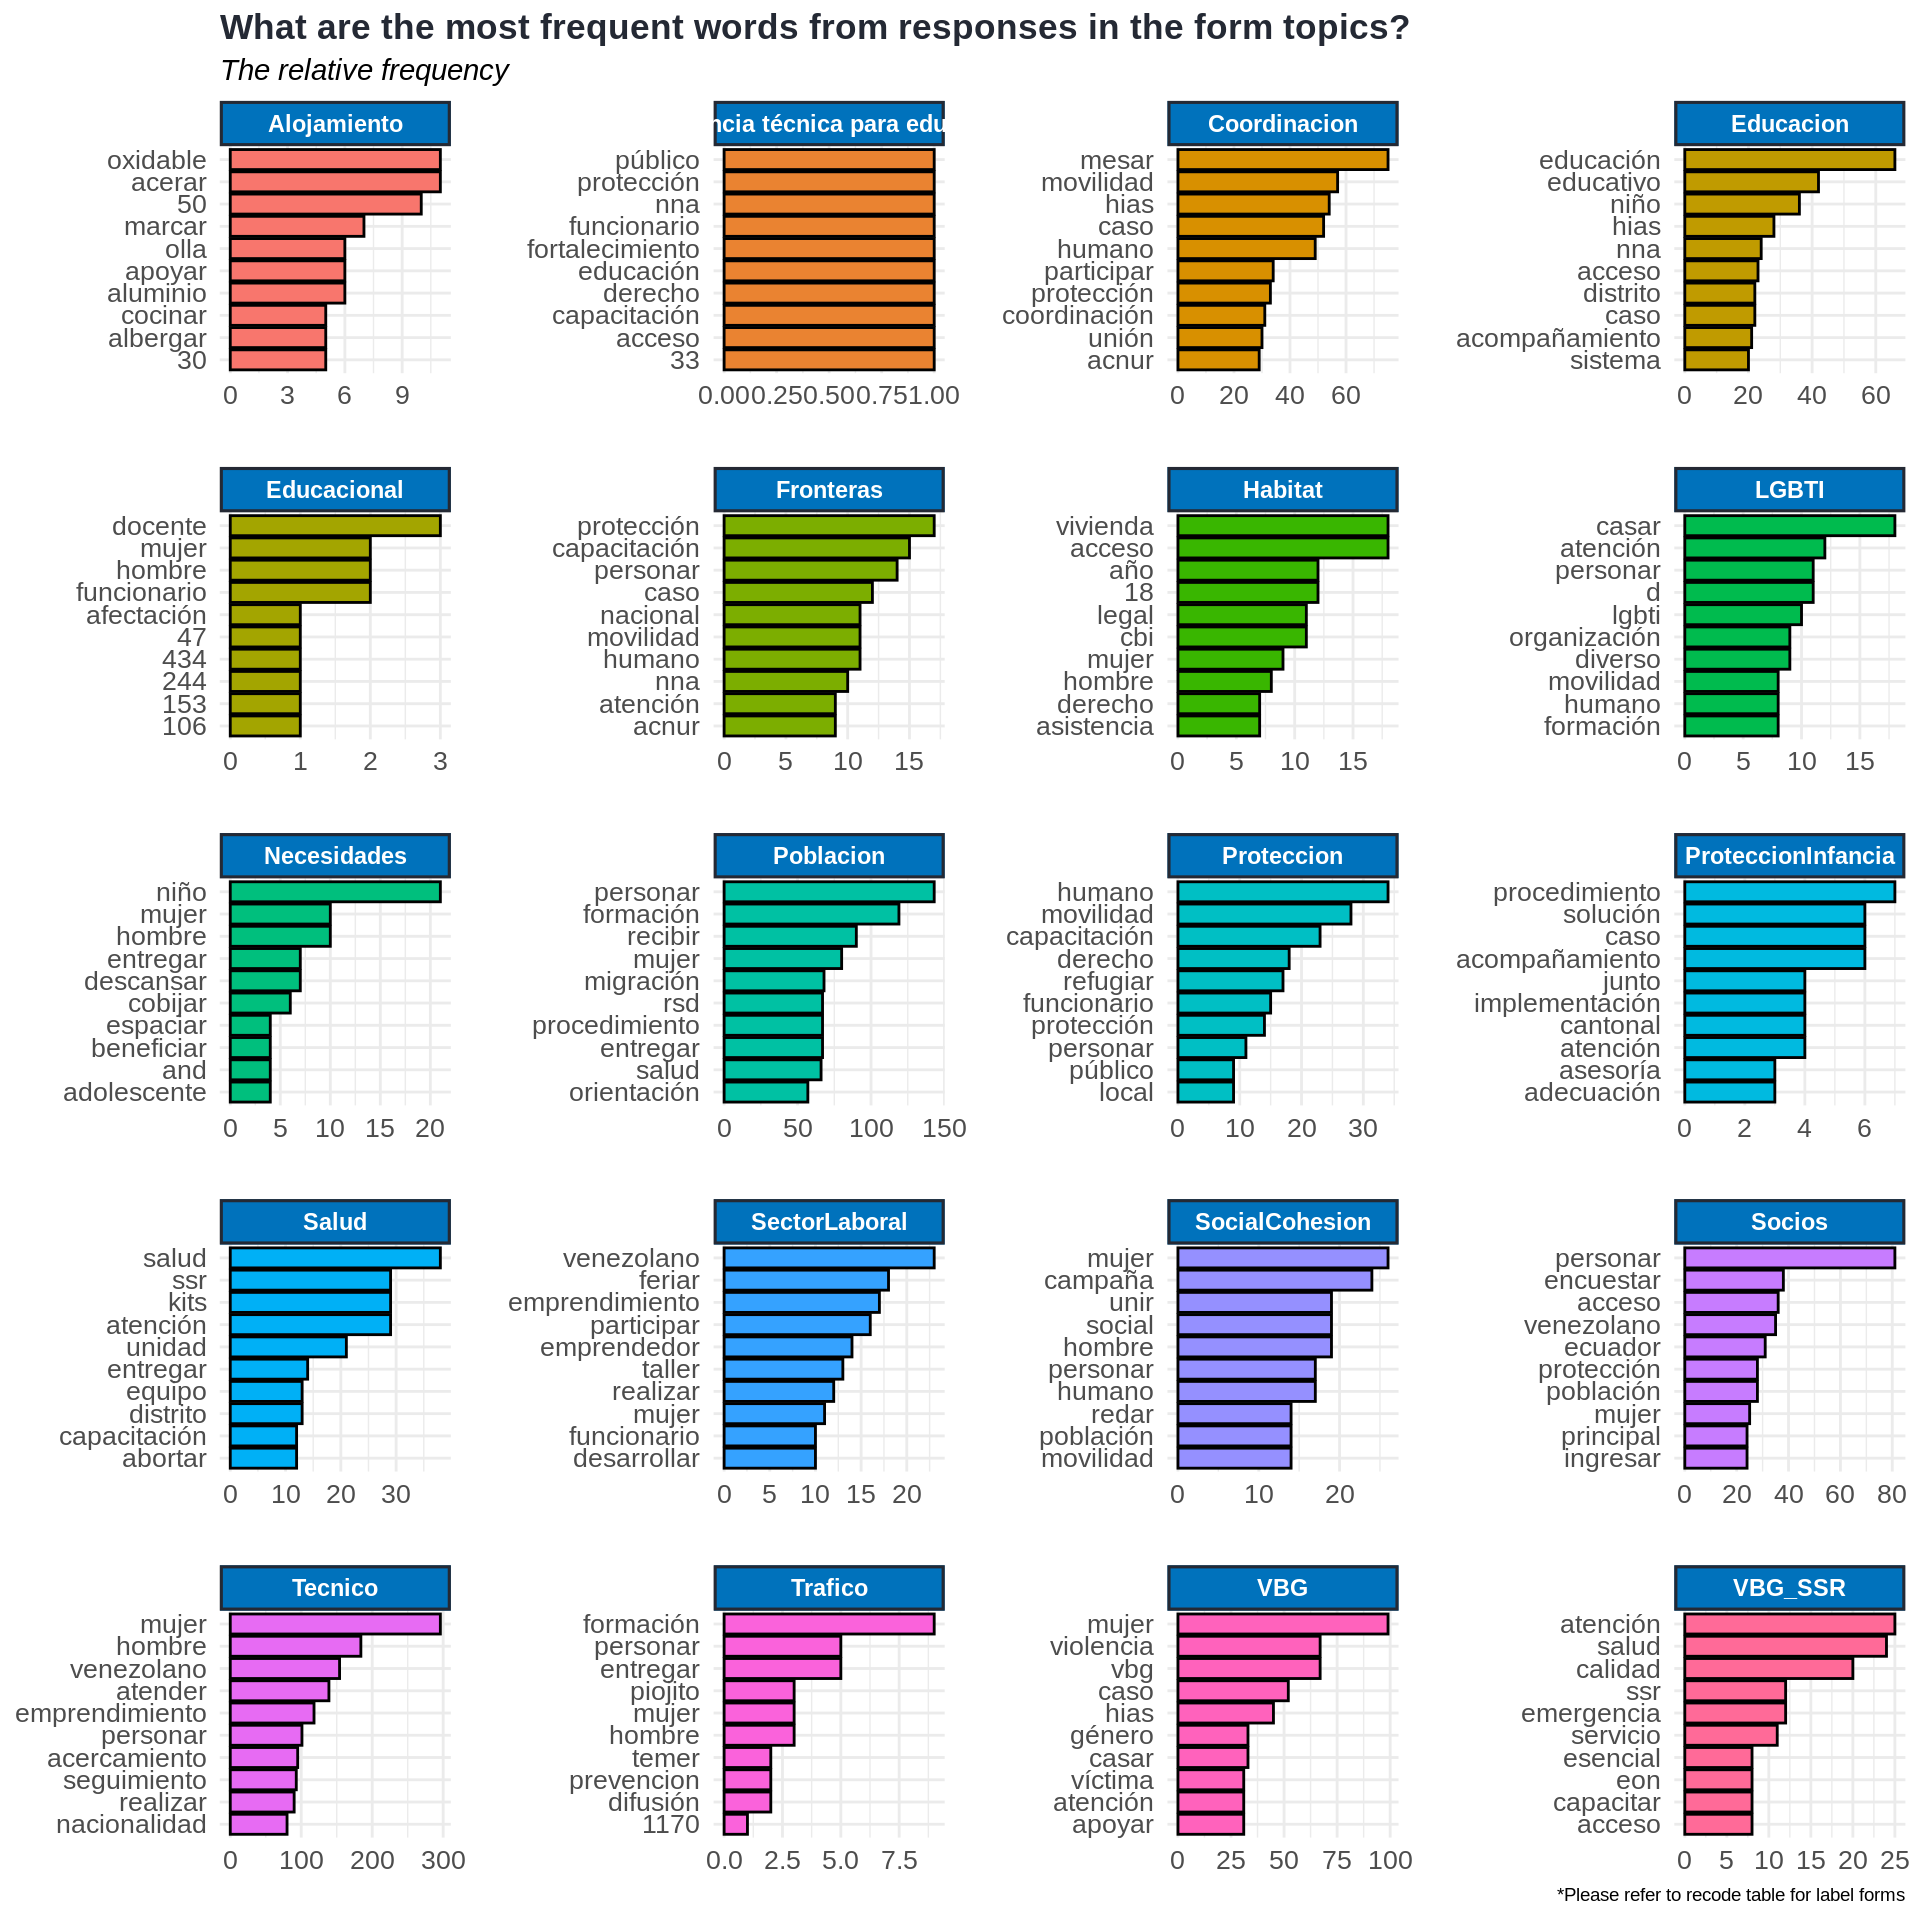 What are the most frequent words from responses in the form topics?
The relative frequency
Alojamiento
oxidable
acerar
50
marcar
olla
apoyar
aluminio
cocinar
albergar
30
0 3 6 9
técnica para
público
protección
nna
funcionario
fortalecimiento
educación
derecho
capacitación
acceso
33
0.00 0.25 0.50 0.75 1.00
Coordinacion
mesar
movilidad
hias
caso
humano
participar
protección
coordinación
unión
acnur
0 20 40 60
Educacion
educación
educativo
niño
hias
nna
acceso
distrito
caso
acompañamiento
sistema
0 20 40 60
Educacional
docente
mujer
hombre
funcionario
afectación
47
434
244
153
106
0 1 2 3
Fronteras
protección
capacitación
personar
caso
nacional
movilidad
humano
nna
atención
acnur
0 5 10 15
Habitat
vivienda
acceso
año
18
legal
cbi
mujer
hombre
derecho
asistencia
0 5 10 15
LGBTI
casar
atención
personar
d
lgbti
organización
diverso
movilidad
humano
formación
0 5 10 15
Necesidades
niño
mujer
hombre
entregar
descansar
cobijar
espaciar
beneficiar
and
adolescente
0 5 10 15 20
Poblacion
personar
formación
recibir
mujer
migración
rsd
procedimiento
entregar
salud
orientación
0 50 100 150
Proteccion
humano
movilidad
capacitación
derecho
refugiar
funcionario
protección
personar
público
local
0 10 20 30
ProteccionInfancia
procedimiento
solución
caso
acompañamiento
junto
implementación
cantonal
atención
asesoría
adecuación
0 2 4 6
Salud
salud
ssr
kits
atención
unidad
entregar
equipo
distrito
capacitación
abortar
0 10 20 30
SectorLaboral
venezolano
feriar
emprendimiento
participar
emprendedor
taller
realizar
mujer
funcionario
desarrollar
0 5 10 15 20
SocialCohesion
mujer
campaña
unir
social
hombre
personar
humano
redar
población
movilidad
0 10 20
Socios
personar
encuestar
acceso
venezolano
ecuador
protección
población
mujer
principal
ingresar
0 20 40 60 80
Tecnico
mujer
hombre
venezolano
atender
emprendimiento
personar
acercamiento
seguimiento
realizar
nacionalidad
0 100 200 300
Trafico
formación
personar
entregar
piojito
mujer
hombre
temer
prevencion
difusión
1170
0.0 2.5 5.0 7.5
VBG
mujer
violencia
vbg
caso
hias
género
casar
víctima
atención
apoyar
0 25 50 75 100
VBG_SSR
atención
salud
calidad
ssr
emergencia
servicio
esencial
eon
capacitar
acceso
0 5 10 15 20 25
*Please refer to recode table for label forms